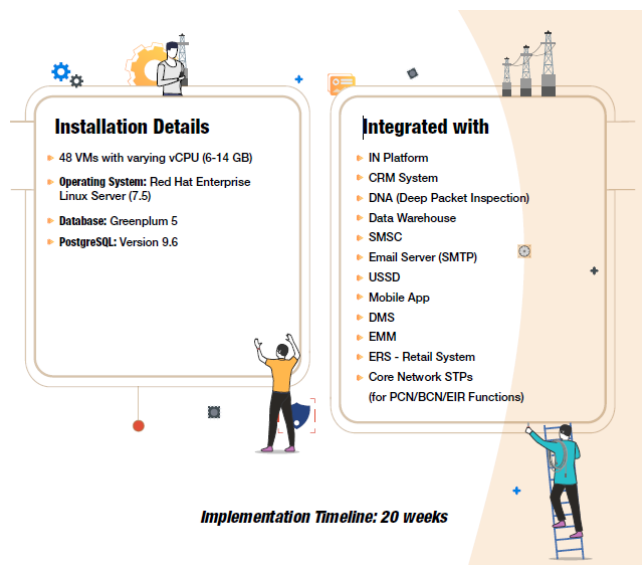 Installation Details
48 VMs with varying vCPU (6-14 GB)
Operating System: Red Hat Enterprise
Linux Server (7.5)
Database: Greenplum 5
PostgreSQL: Version 9.6
Integrated with
IN Platform
CRM System
DNA (Deep Packet Inspection)
Data Warehouse
SMSC
Email Server (SMTP)
USSD
Mobile App
DMS
EMM
ERS - Retail System
Core Network STPs
(for PCN/BCN/EIR Functions)
Implementation Timeline: 20 weeks